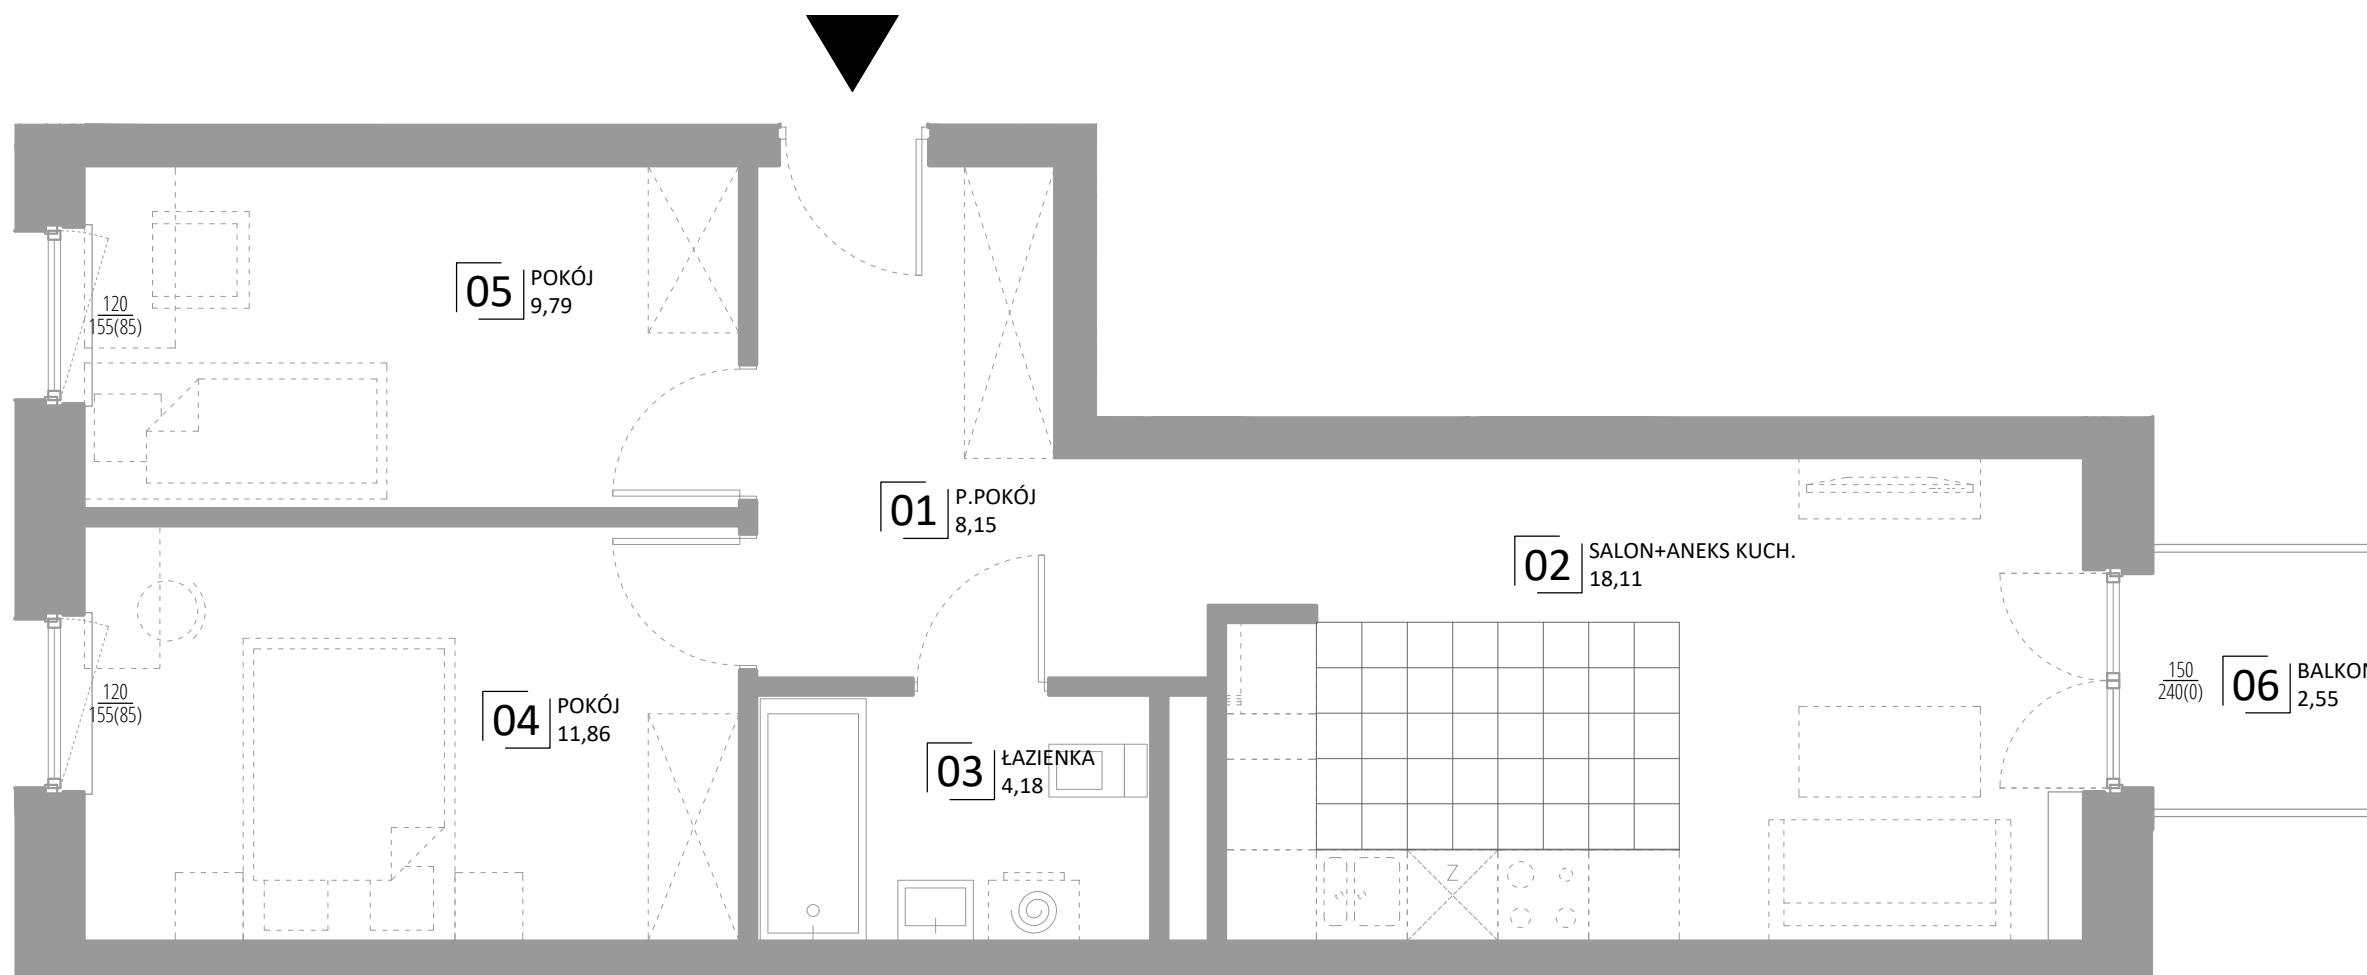 05
POKÓJ
9,79
120
155(85)
01
P.POKÓJ
8,15
02
SALON+ANEKS KUCH.
18,11
04
POKÓJ
11,86
120
155(85)
03
ŁAZIENKA
4,18
150
240(0)
06
BALKON
2,55
Z